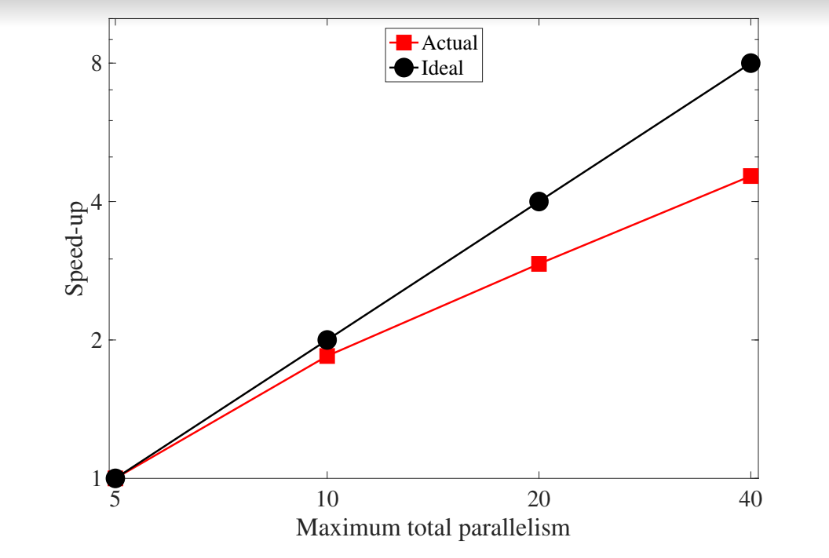 Actual
Ideal
8
4
2
1
Speed-up
5 10 20 40
Maximum total parallelism